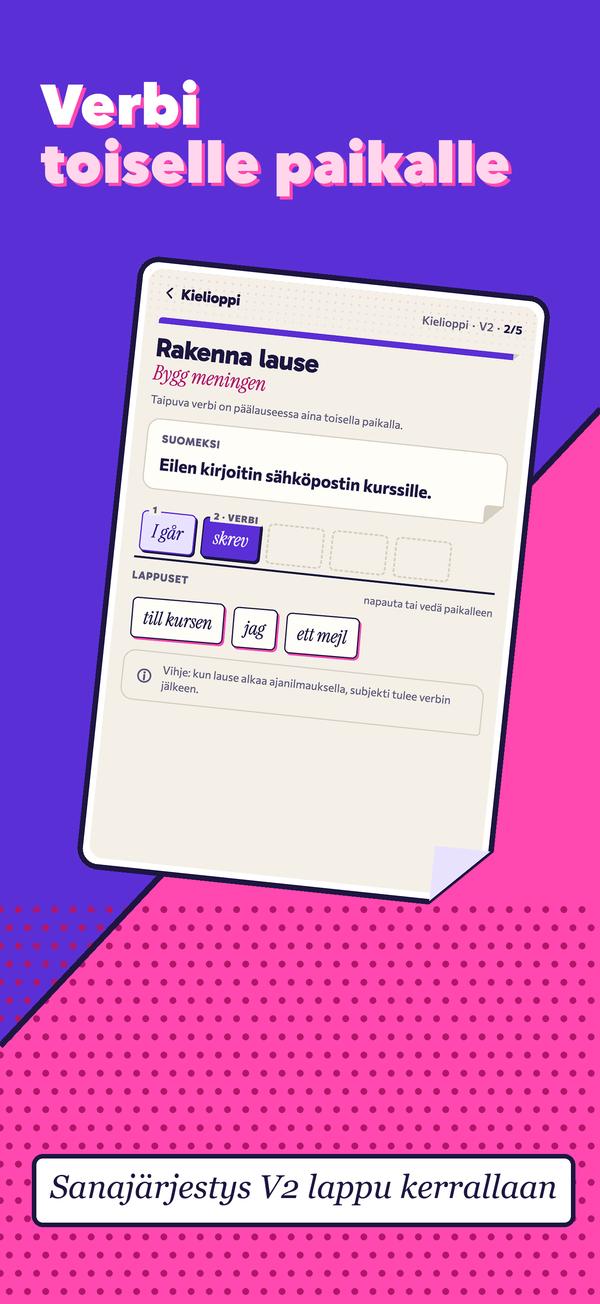 Verbi
toiselle paikalle
Kielioppi
Kielioppi · V2 · 2/5
Rakenna lause
Bygg meningen
Taipuva verbi on päälauseessa aina toisella paikalla.
SUOMEKSI
Eilen kirjoitin sähköpostin kurssille.
1
2 · VERBI
I går
skrev
LAPPUSET
napauta tai vedä paikalleen
till kursen
jag
ett mejl
Vihje: kun lause alkaa ajanilmauksella, subjekti tulee verbin
jälkeen.
Sanajärjestys V2 lappu kerrallaan